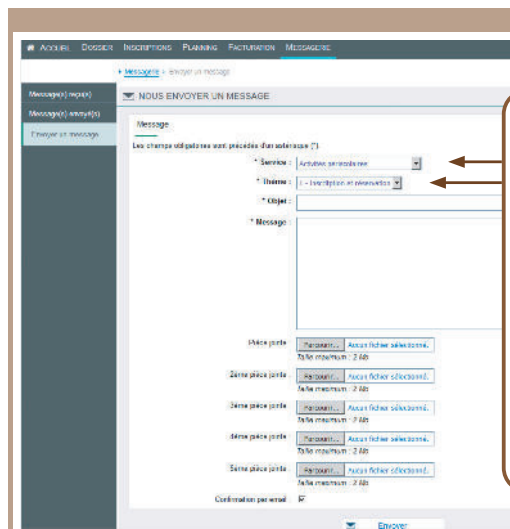 ACCUEIL DOSSIER INSCRIPTIONS PLANNING FACTURATION MESSAGERIE
Messagerie > Envoyer un message
Message(s) reçu(s)
Message(s) envoyé(s)
Envoyer un message
NOUS ENVOYER UN MESSAGE
Message
Les champs obligatoires sont précédés d'un astérisque (*).
* Service : Activités périscolaires
* Thème : 1 - Inscription et réservation
* Objet :
* Message :
Pièce jointe : Parcourir... Aucun fichier sélectionné.
Taille maximum : 2 Mb
2ème pièce jointe : Parcourir... Aucun fichier sélectionné.
Taille maximum : 2 Mb
3ème pièce jointe : Parcourir... Aucun fichier sélectionné.
Taille maximum : 2 Mb
4ème pièce jointe : Parcourir... Aucun fichier sélectionné.
Taille maximum : 2 Mb
5ème pièce jointe : Parcourir... Aucun fichier sélectionné.
Taille maximum : 2 Mb
Confirmation par email :
Envoyer